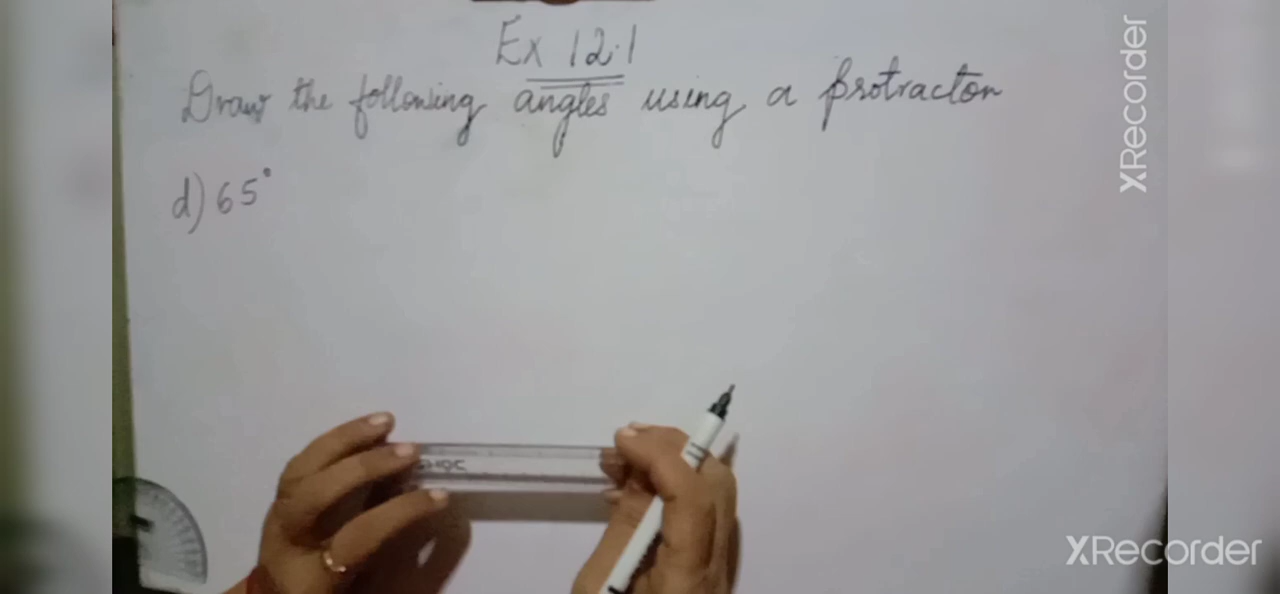 Ex 12.1
Draw the following angles using a protractor
d) 65°
XRecorder
XRecorder